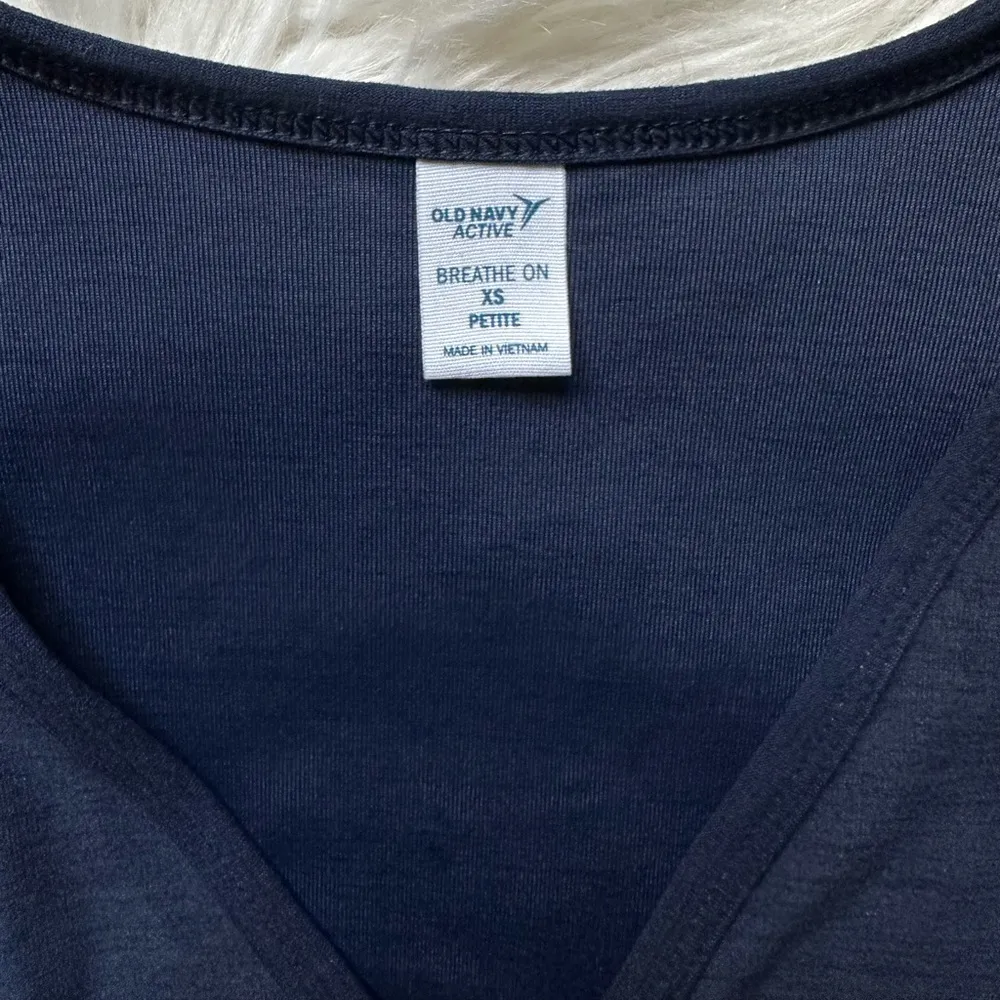 OLD NAVY
ACTIVE
BREATHE ON
XS
PETITE
MADE IN VIETNAM